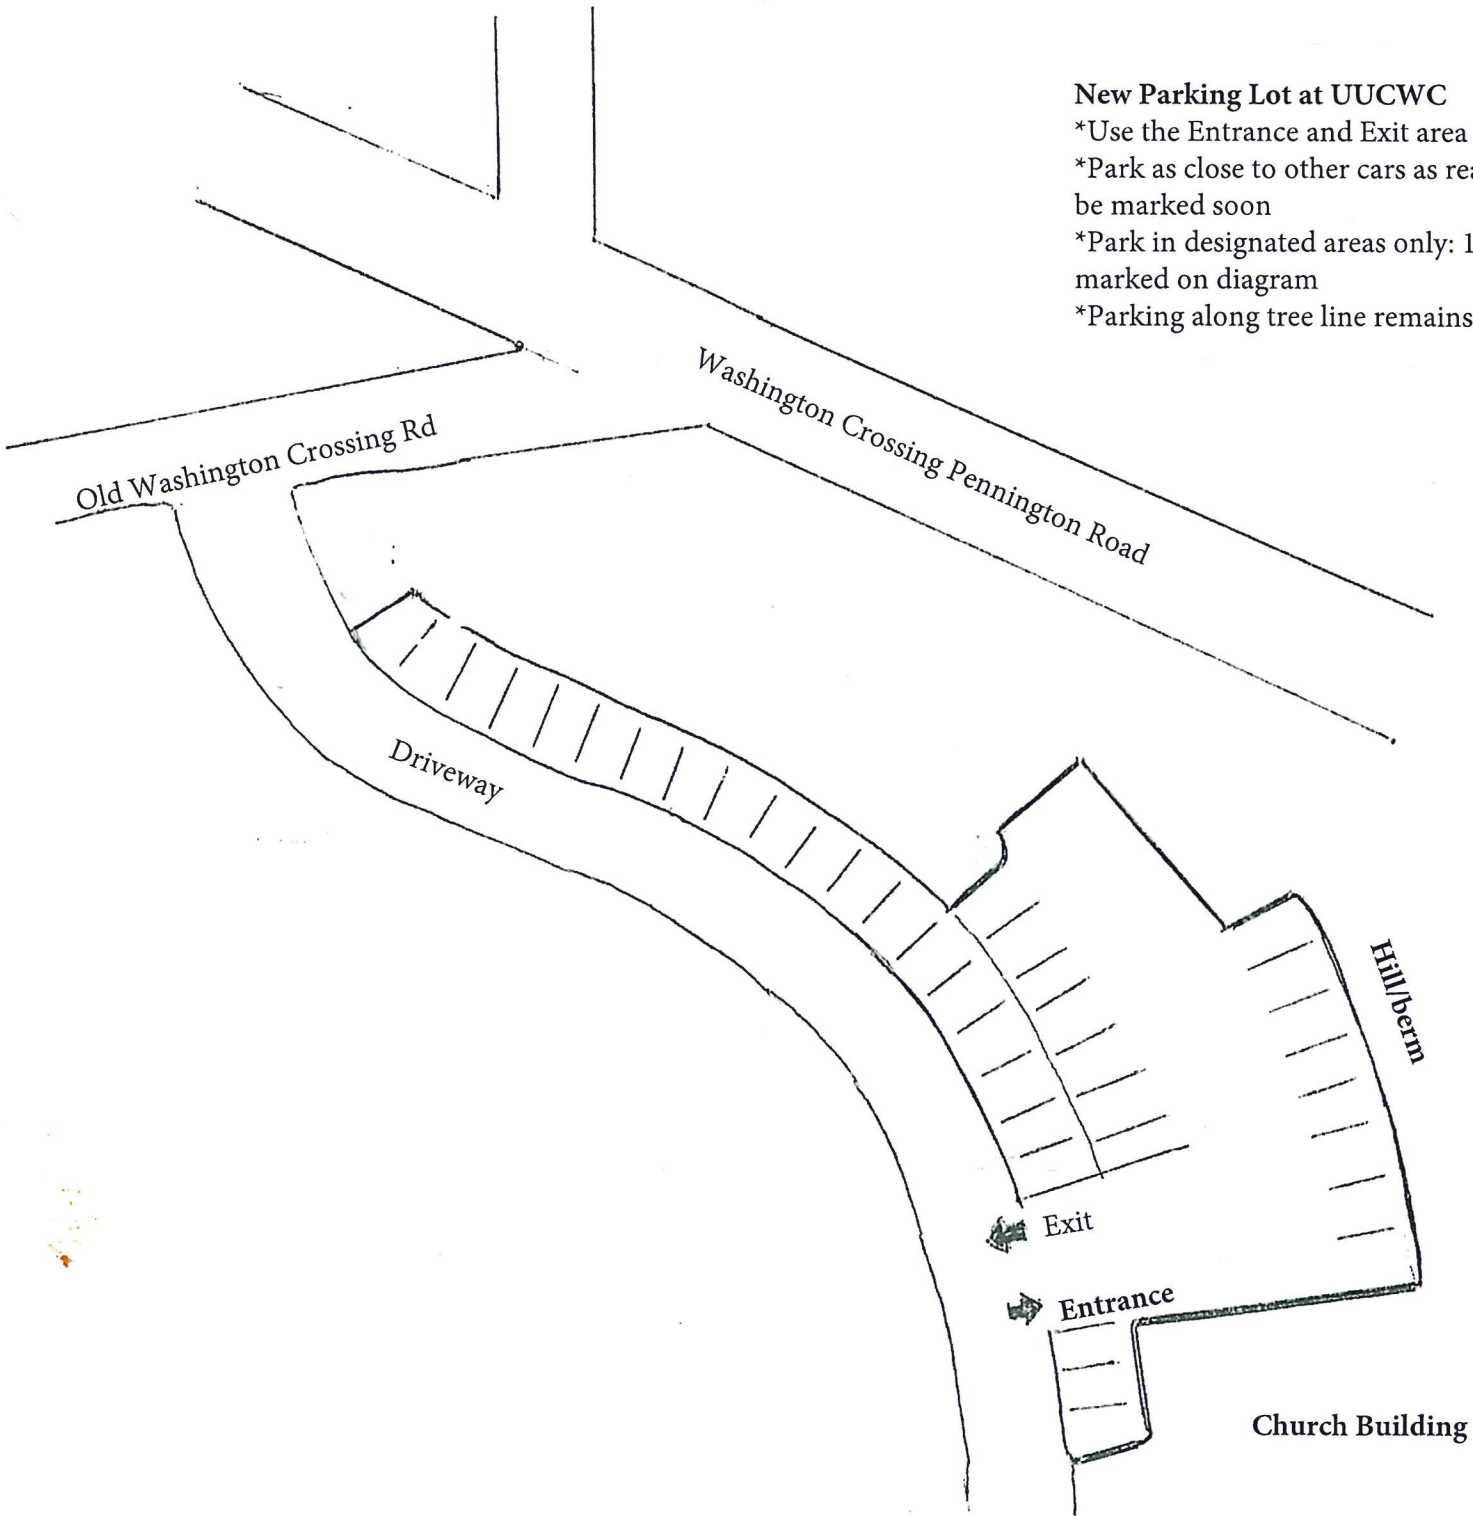 New Parking Lot at UUCWC
*Use the Entrance and Exit area
*Park as close to other cars as
be marked soon
*Park in designated areas only:
marked on diagram
*Parking along tree line remains
Washington Crossing Pennington Road
Old Washington Crossing Rd
Driveway
Hill/berm
Exit
Entrance
Church Building